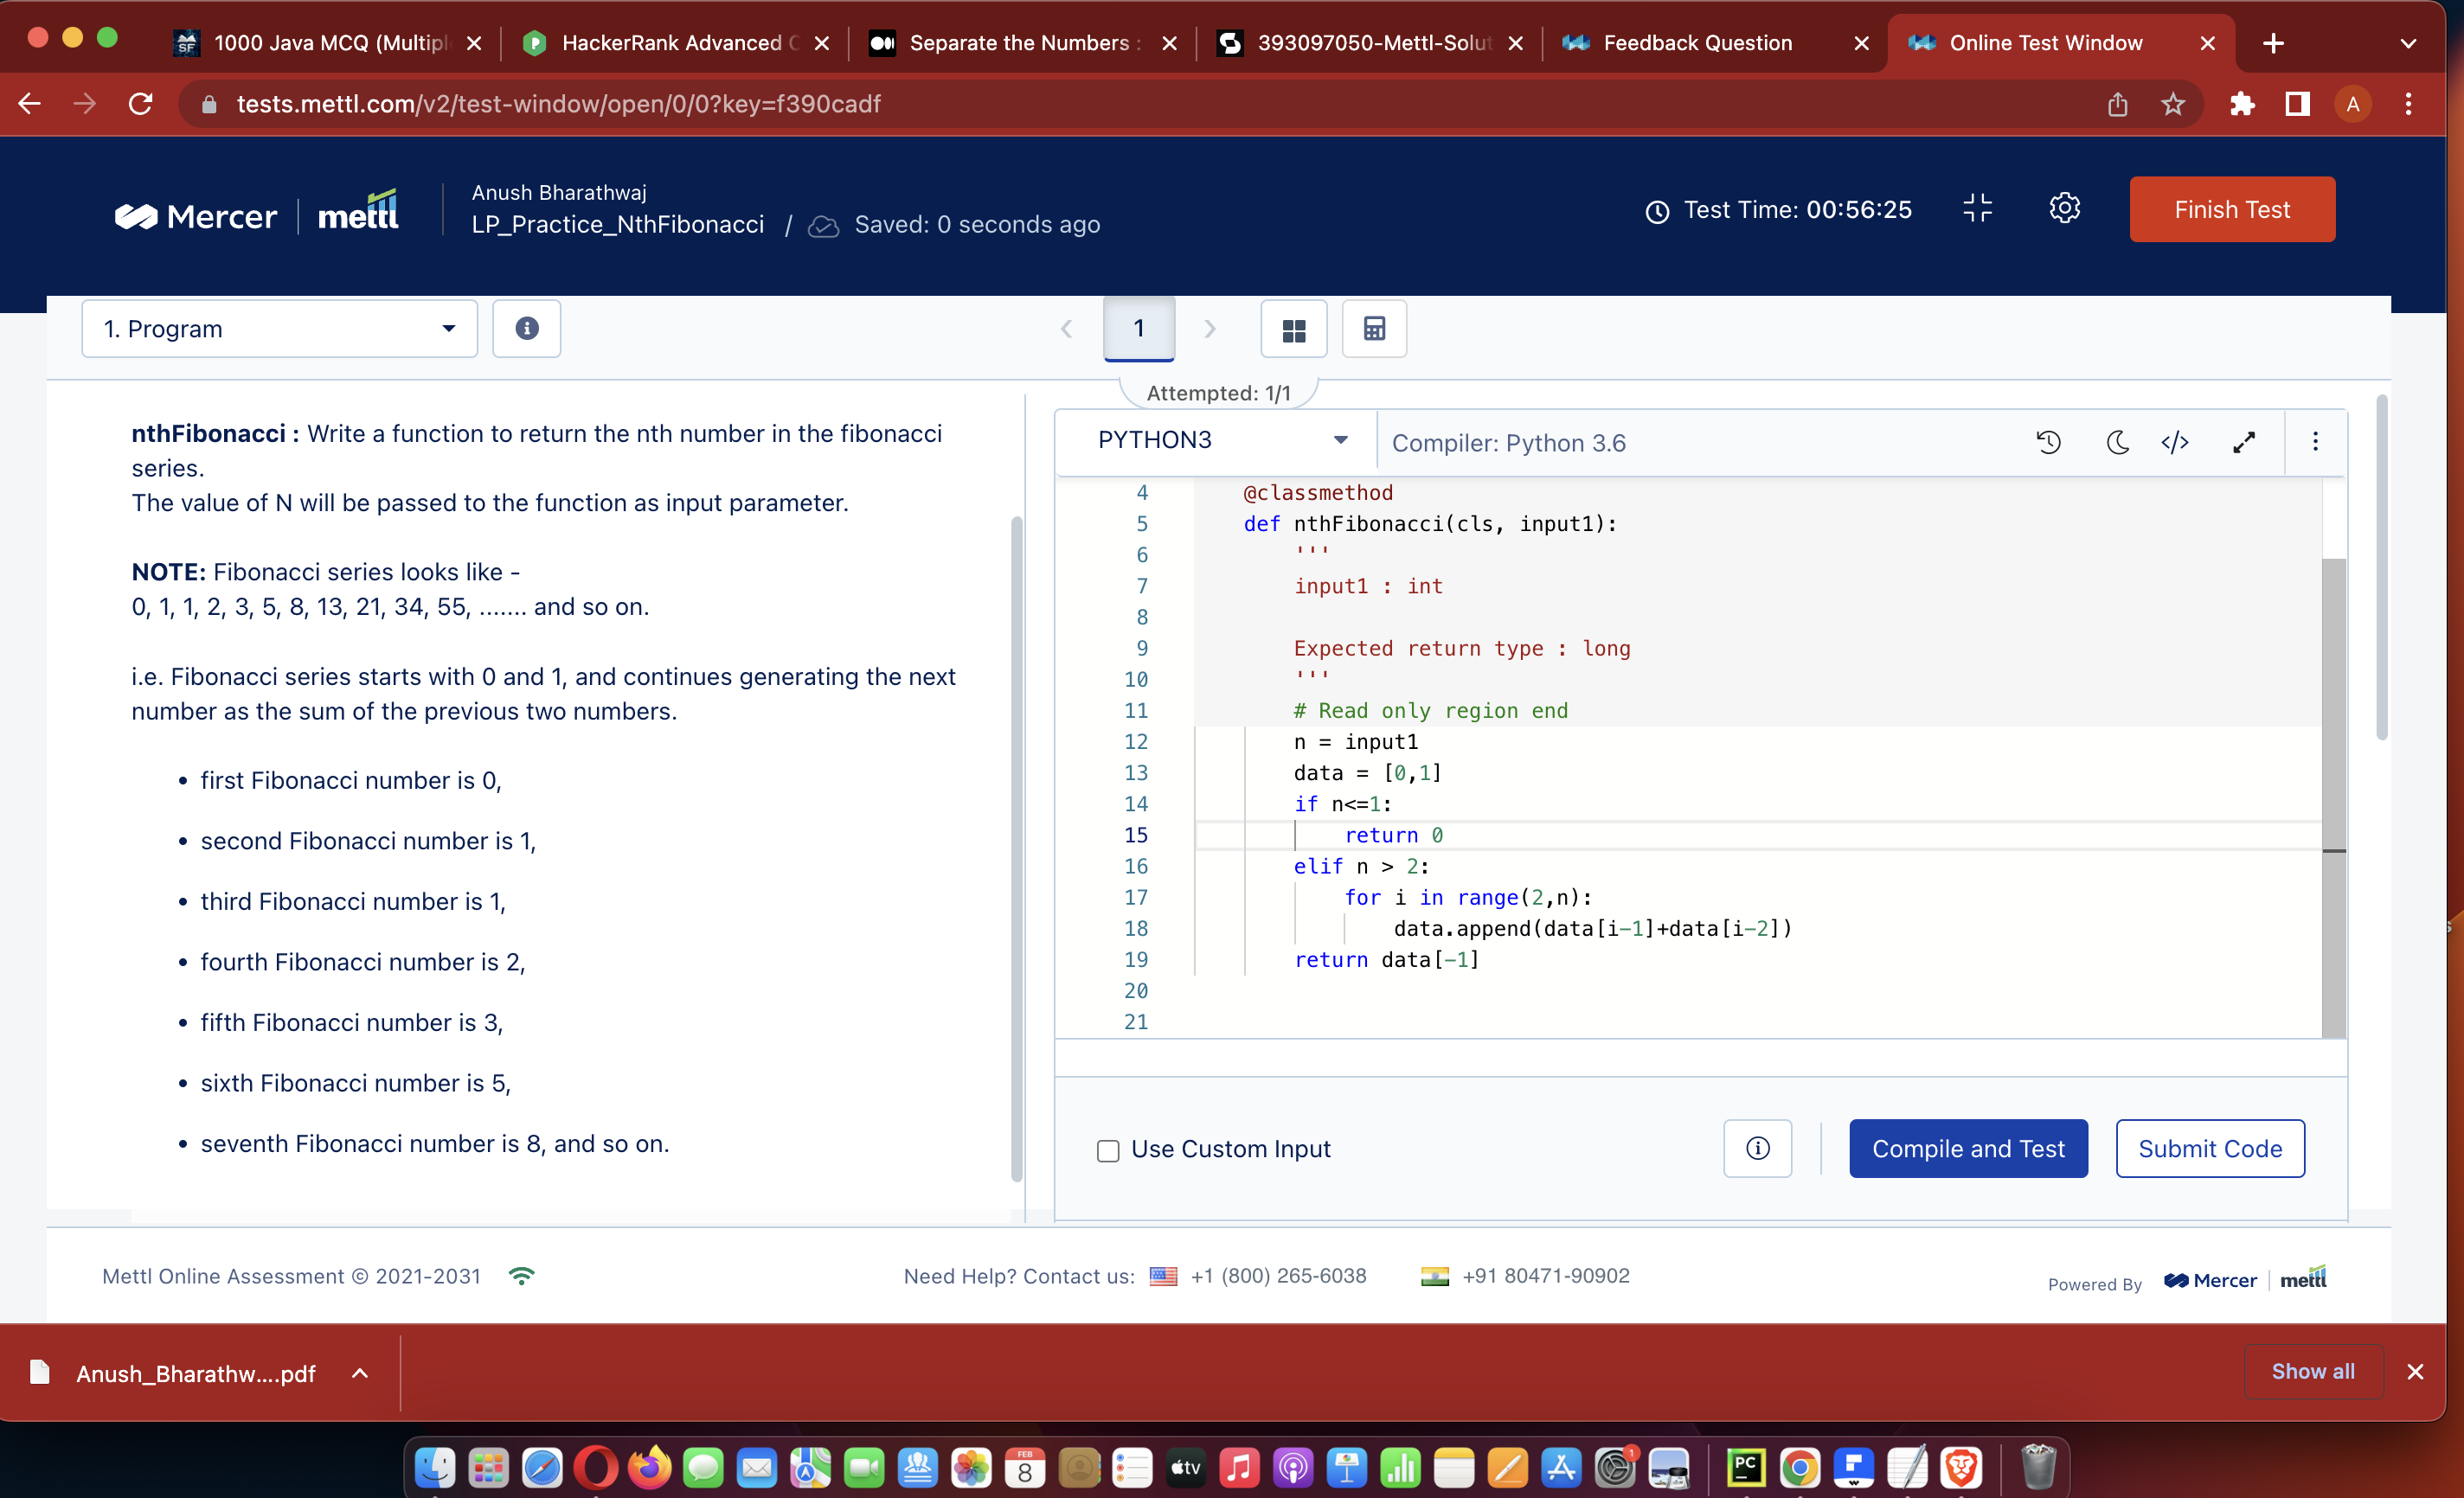 1000 Java MCQ (Multipl
HackerRank Advanced C
Separate the Numbers :
393097050-Mettl-Solut
Feedback Question
Online Test Window
tests.mettl.com/v2/test-window/open/0/0?key=f390cadf
A
Mercer | mettl
Anush Bharathwaj
LP_Practice_NthFibonacci / Saved: 0 seconds ago
Test Time: 00:56:25
Finish Test
1. Program
1
Attempted: 1/1
nthFibonacci : Write a function to return the nth number in the fibonacci
series.
The value of N will be passed to the function as input parameter.
NOTE: Fibonacci series looks like -
0, 1, 1, 2, 3, 5, 8, 13, 21, 34, 55, ....... and so on.
i.e. Fibonacci series starts with 0 and 1, and continues generating the next
number as the sum of the previous two numbers.
• first Fibonacci number is 0,
• second Fibonacci number is 1,
• third Fibonacci number is 1,
• fourth Fibonacci number is 2,
• fifth Fibonacci number is 3,
• sixth Fibonacci number is 5,
• seventh Fibonacci number is 8, and so on.
PYTHON3
Compiler: Python 3.6
4 @classmethod
5 def nthFibonacci(cls, input1):
6 '''
7 input1 : int
8
9 Expected return type : long
10 '''
11 # Read only region end
12 n = input1
13 data = [0,1]
14 if n<=1:
15 return 0
16 elif n > 2:
17 for i in range(2,n):
18 data.append(data[i-1]+data[i-2])
19 return data[-1]
20
21
Use Custom Input
Compile and Test
Submit Code
Mettl Online Assessment © 2021-2031
Need Help? Contact us: +1 (800) 265-6038 +91 80471-90902
Powered By Mercer | mettl
Anush_Bharathw....pdf
Show all
FEB
8
tv
1
PC